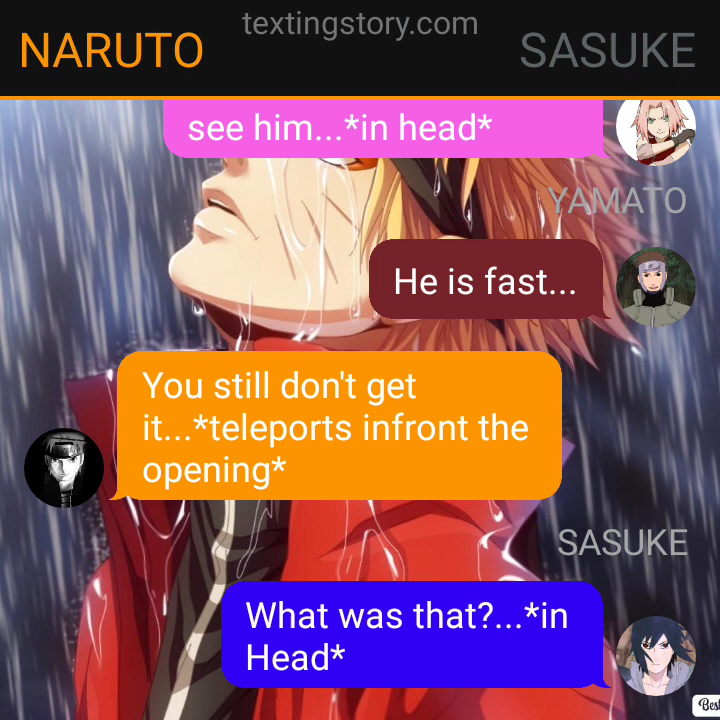 textingstory.com
NARUTO
SASUKE
see him...*in head*
YAMATO
He is fast...
You still don't get
it...*teleports infront the
opening*
SASUKE
What was that?...*in
Head*